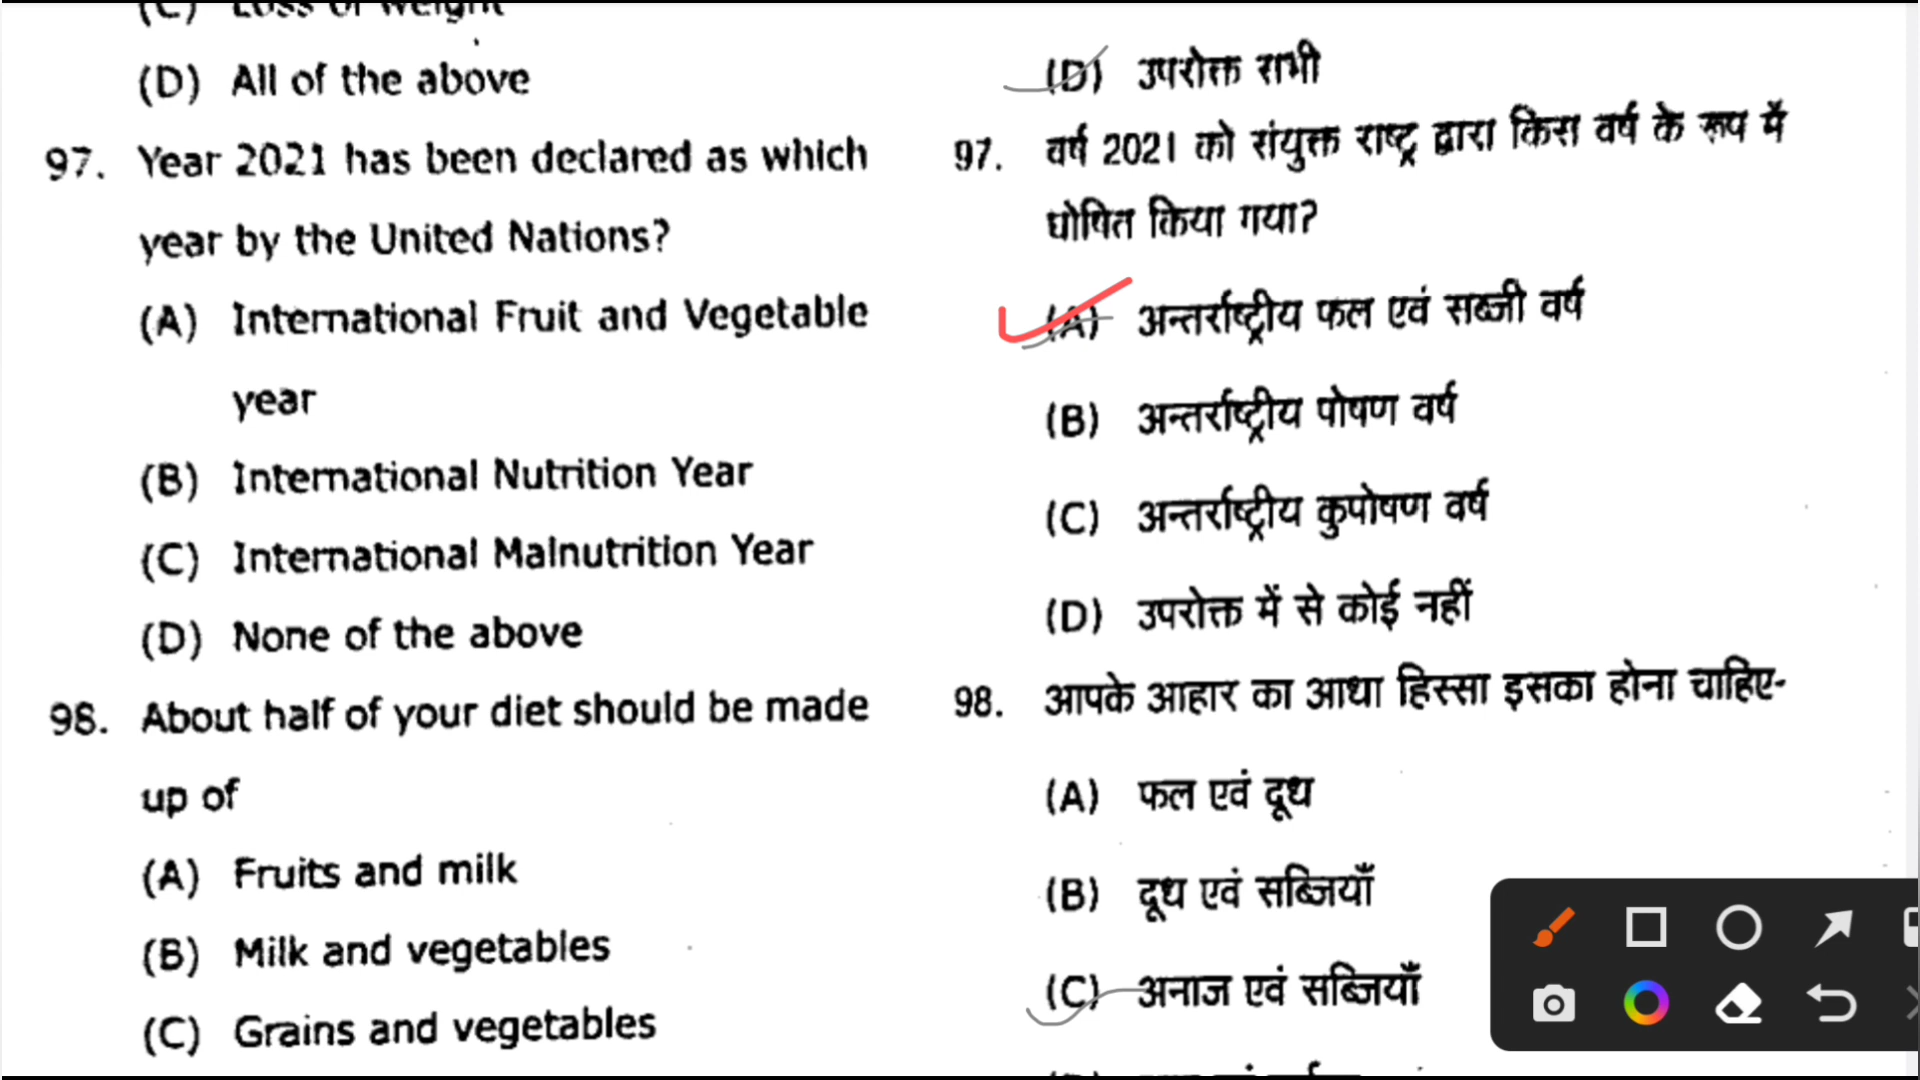 (C) Loss of weight
(D) All of the above
97. Year 2021 has been declared as which
year by the United Nations?
(A) International Fruit and Vegetable
year
(B) International Nutrition Year
(C) International Malnutrition Year
(D) None of the above
98. About half of your diet should be made
up of
(A) Fruits and milk
(B) Milk and vegetables
(C) Grains and vegetables
(D) उपरोक्त सभी
97. वर्ष 2021 को संयुक्त राष्ट्र द्वारा किस वर्ष के रूप में
घोषित किया गया?
(A) अन्तर्राष्ट्रीय फल एवं सब्जी वर्ष
(B) अन्तर्राष्ट्रीय पोषण वर्ष
(C) अन्तर्राष्ट्रीय कुपोषण वर्ष
(D) उपरोक्त में से कोई नहीं
98. आपके आहार का आधा हिस्सा इसका होना चाहिए-
(A) फल एवं दूध
(B) दूध एवं सब्जियाँ
(C) अनाज एवं सब्जियाँ